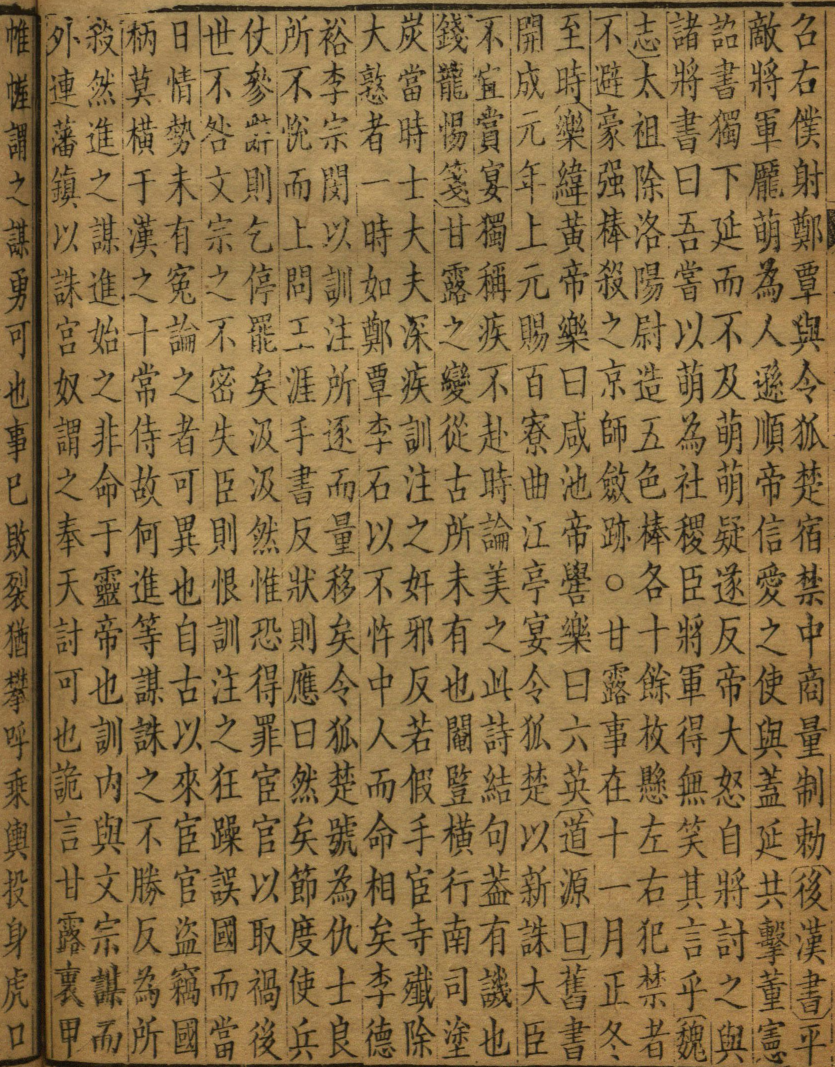 召右僕射鄭覃與令狐楚宿禁中商量制勅後漢書平
敵將軍龐萌為人遜順帝信愛之使與蓋延共擊董憲
詔書獨下延而不及萌萌疑遂反帝大怒自將討之與
諸將書曰吾嘗以萌為社稷臣將軍得無笑其言乎魏
志太祖除洛陽尉造五色棒各十餘枚懸左右犯禁者
不避豪强棒殺之京師斂跡○甘露事在十一月正冬
至時樂緯黃帝樂曰咸池帝嚳樂曰六英道源曰舊書
開成元年上元賜百寮曲江亭宴令狐楚以新誅大臣
不宜賞宴獨稱疾不赴時論美之此詩結句蓋有譏也
錢龍惕箋甘露之變從古所未有也閹豎橫行南司塗
炭當時士大夫深疾訓注之奸邪反若假手宦寺殲除
大憝者一時如鄭覃李石以不忤中人而命相矣李德
裕李宗閔以訓注所逐而量移矣令狐楚號為仇士良
所不悅而上問王涯手書反狀則應曰然矣節度使兵
仗參斷則乞停罷矣汲汲然惟恐得罪宦官以取禍後
世不咎文宗之不密失臣則恨訓注之狂躁誤國而當
日情勢未有寃論之者可異也自古以來宦官盜竊國
柄莫橫于漢之十常侍故何進等謀誅之不勝反為所
殺然進之謀進始之非命于靈帝也訓內與文宗謀而
外連藩鎮以誅宮奴謂之奉天討可也詭言甘露裏甲
帷幄謂之謀勇可也事已敗裂猶攀呼乘輿投身虎口